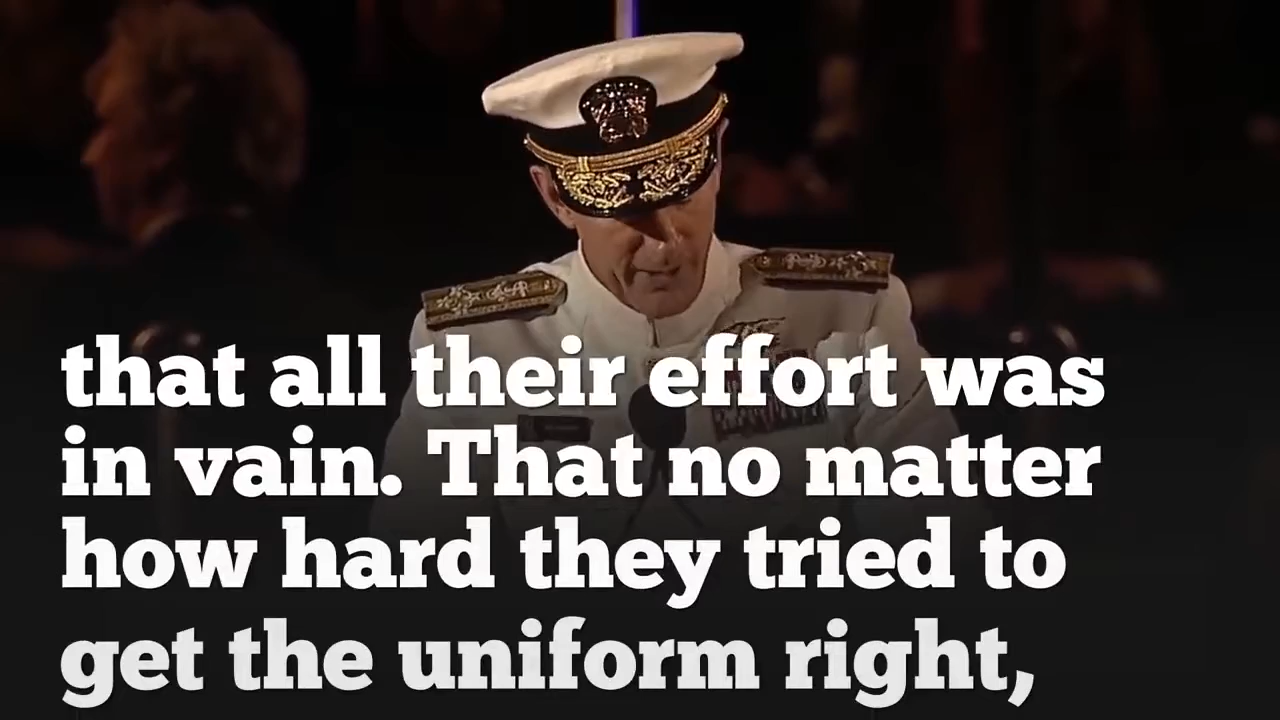 that all their effort was
in vain. That no matter
how hard they tried to
get the uniform right,